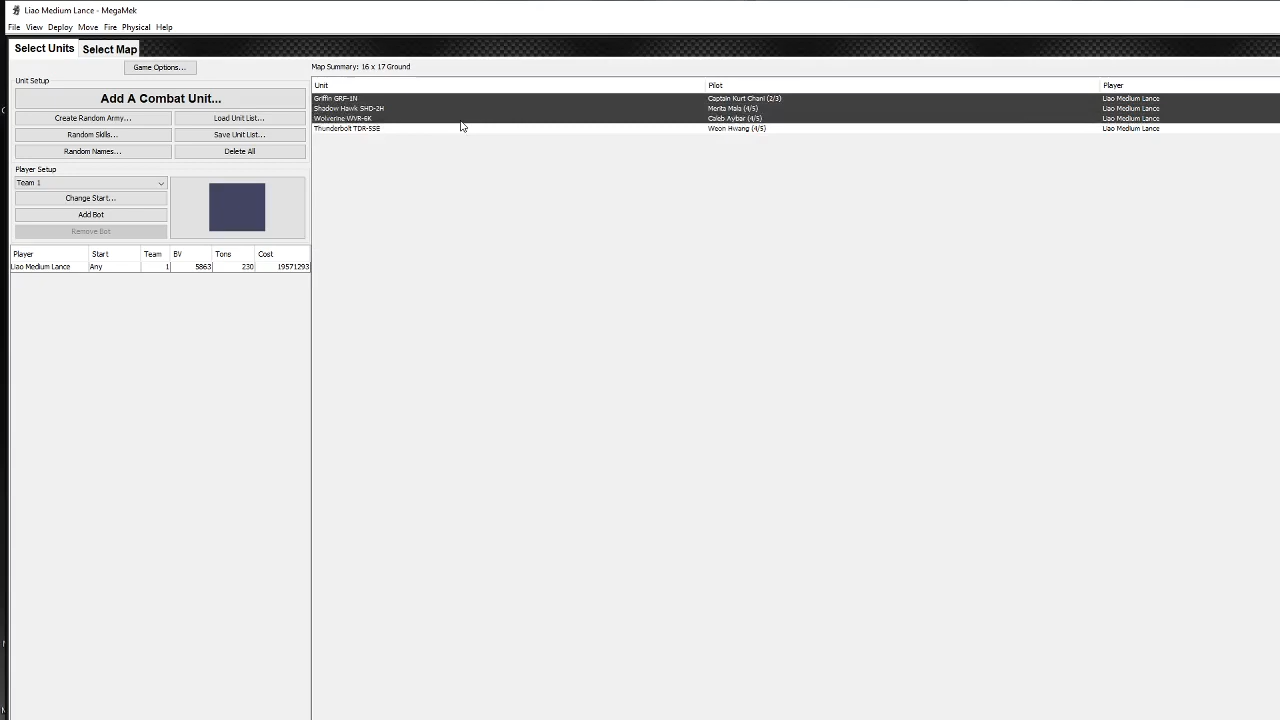 Liao Medium Lance - MegaMek
File View Deploy Move Fire Physical Help
Select Units Select Map
Game Options...
Map Summary: 16 x 17 Ground
Unit Setup
Add A Combat Unit...
Create Random Army... Load Unit List...
Random Skills... Save Unit List...
Random Names... Delete All
Player Setup
Team 1
Change Start...
Add Bot
Remove Bot
Player Start Team BV Tons Cost
Liao Medium Lance Any 1 5863 230 19571293
Unit Pilot Player
Griffin GRF-1N Captain Kurt Chani (2/3) Liao Medium Lance
Shadow Hawk SHD-2H Merita Mala (4/5) Liao Medium Lance
Wolverine WVR-6K Caleb Aybar (4/5) Liao Medium Lance
Thunderbolt TDR-5SE Weon Hwang (4/5) Liao Medium Lance